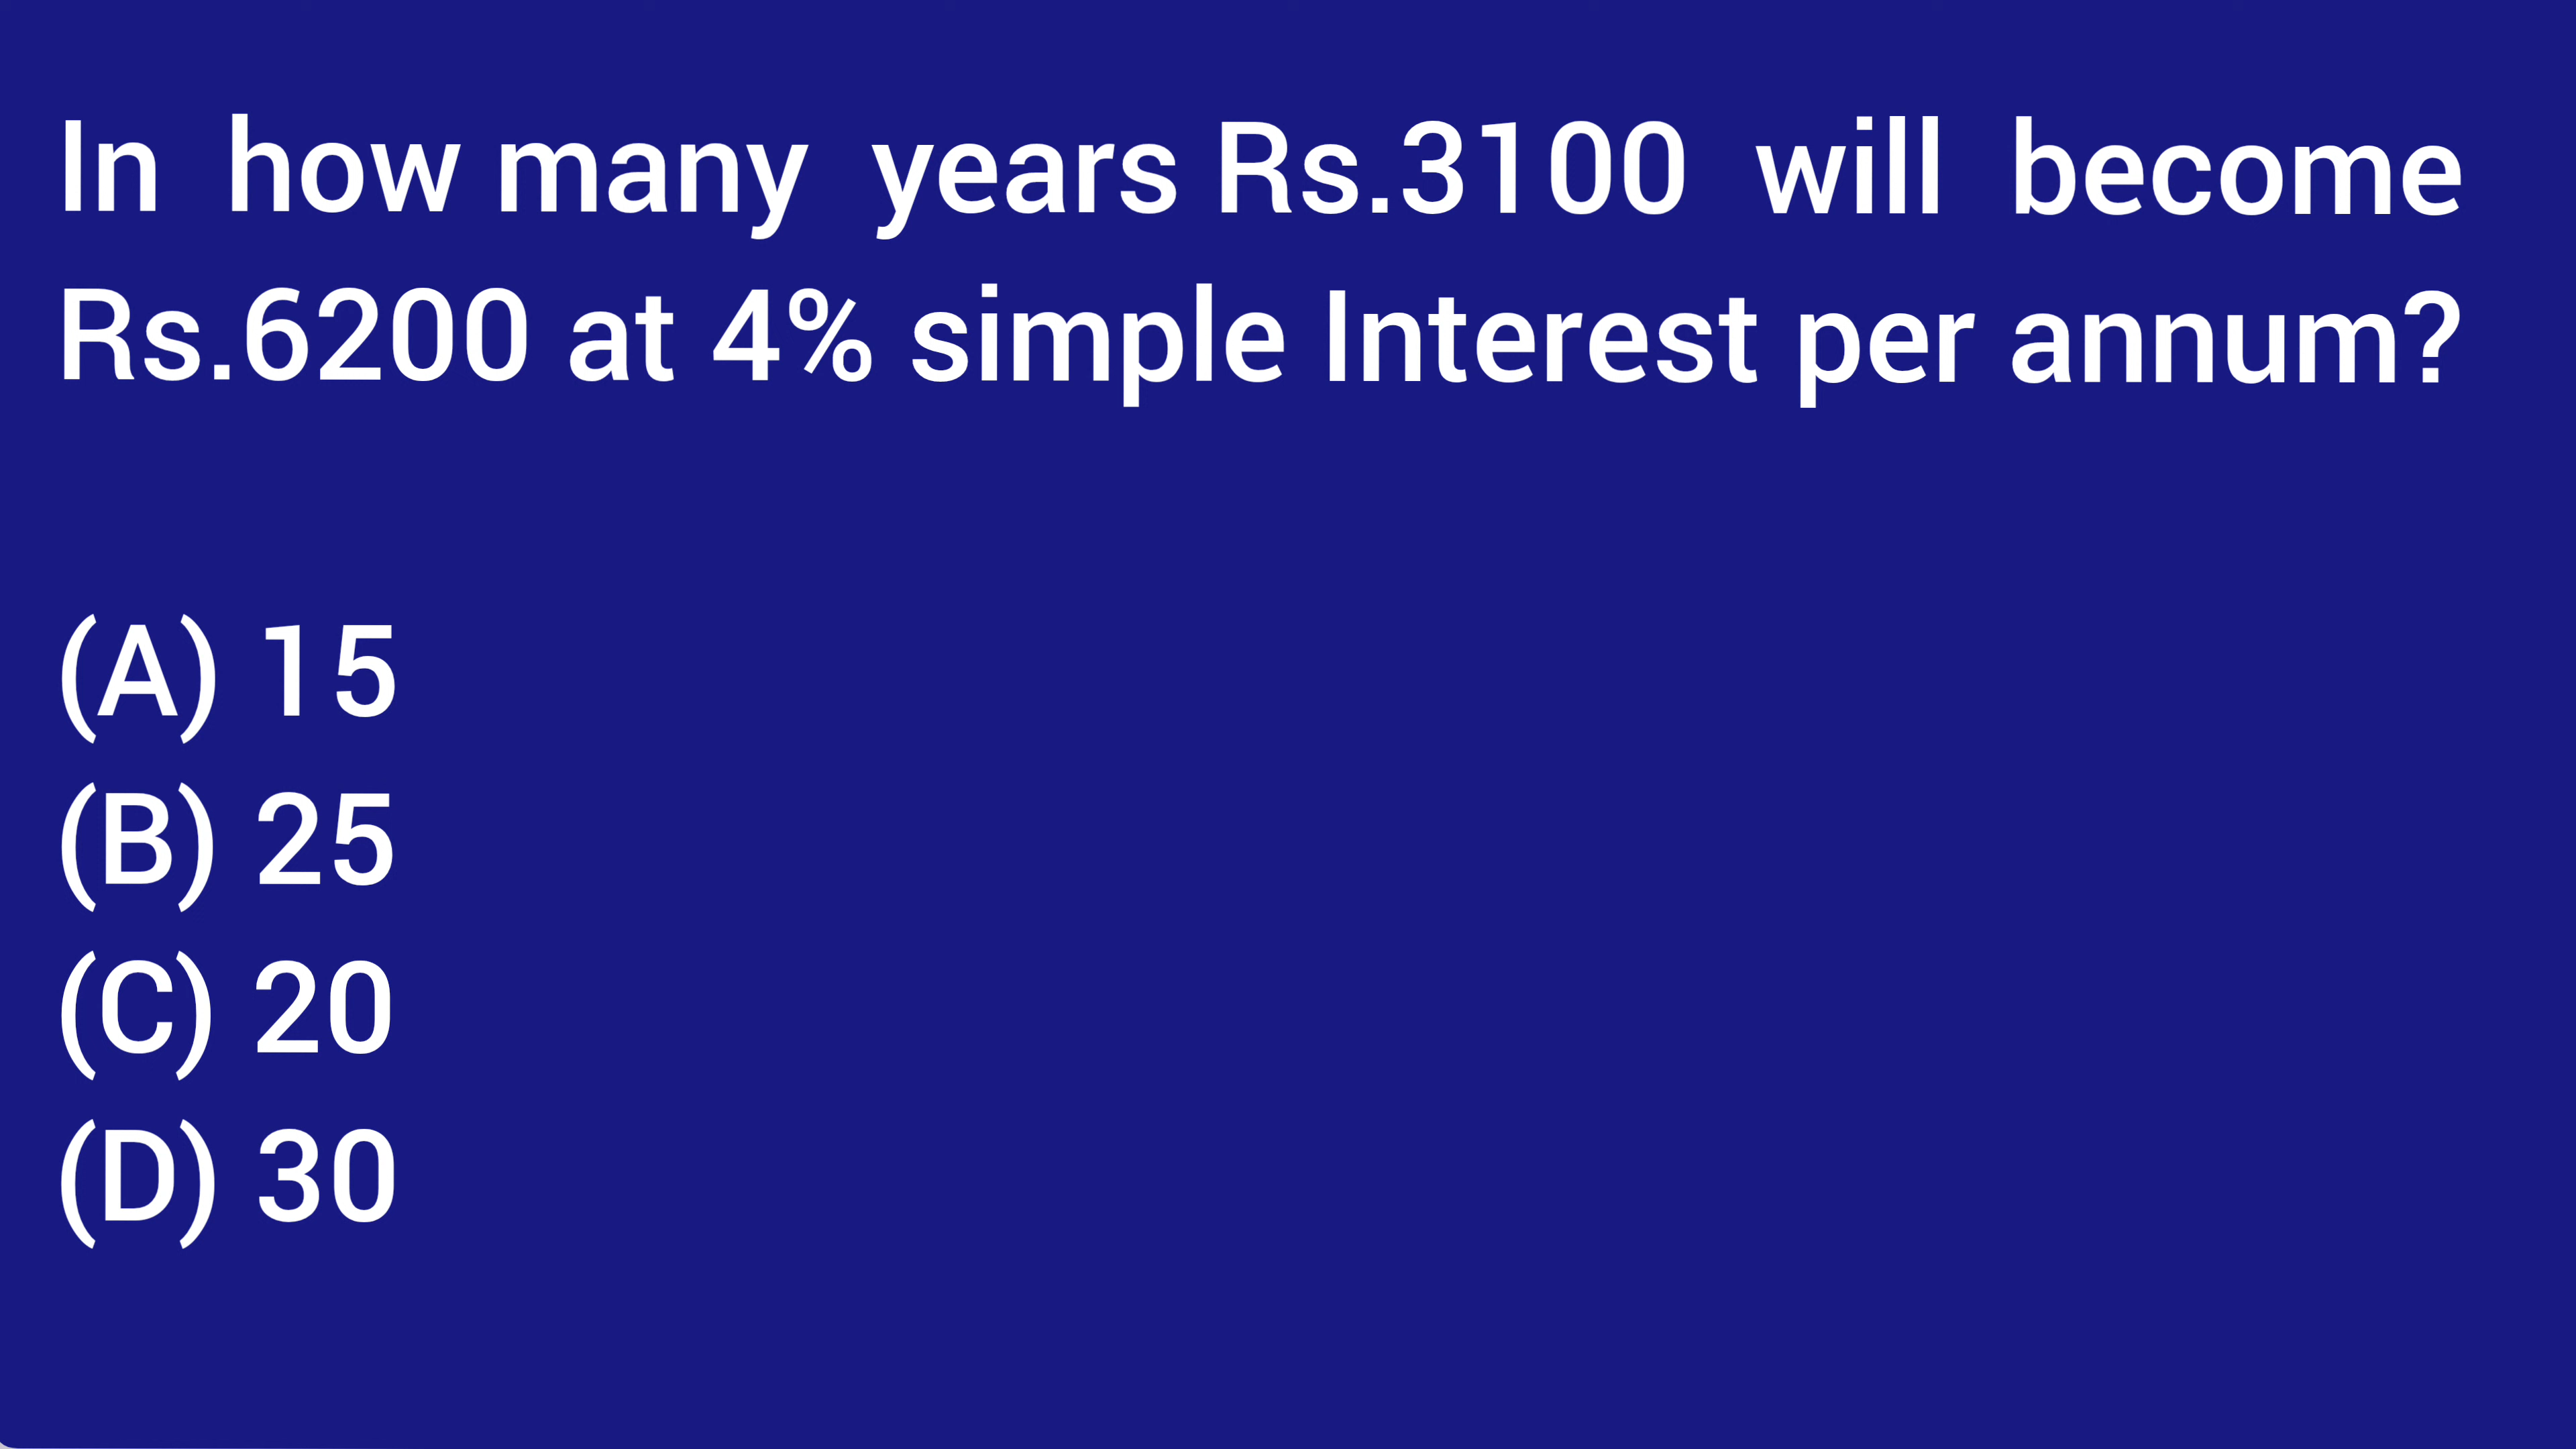 In how many years Rs.3100 will become
Rs.6200 at 4% simple Interest per annum?
(A) 15
(B) 25
(C) 20
(D) 30